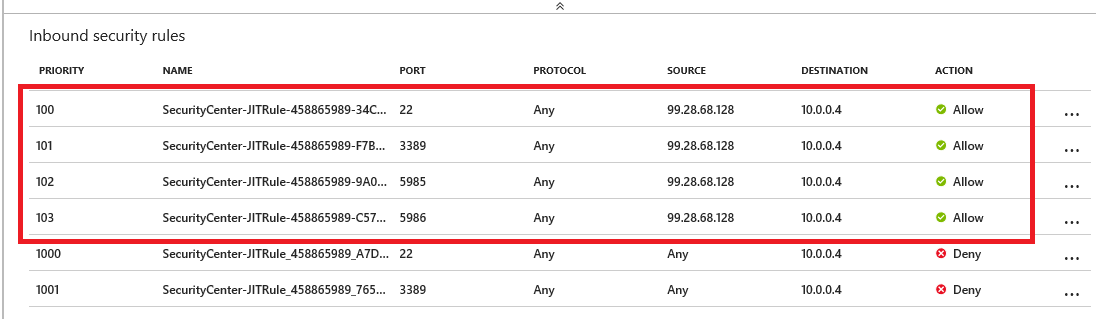 Inbound security rules
PRIORITY NAME PORT PROTOCOL SOURCE DESTINATION ACTION
100 SecurityCenter-JITRule-458865989-34C... 22 Any 99.28.68.128 10.0.0.4 Allow ...
101 SecurityCenter-JITRule-458865989-F7B... 3389 Any 99.28.68.128 10.0.0.4 Allow ...
102 SecurityCenter-JITRule-458865989-9A0... 5985 Any 99.28.68.128 10.0.0.4 Allow ...
103 SecurityCenter-JITRule-458865989-C57... 5986 Any 99.28.68.128 10.0.0.4 Allow ...
1000 SecurityCenter-JITRule_458865989_A7D... 22 Any Any 10.0.0.4 Deny ...
1001 SecurityCenter-JITRule_458865989_765... 3389 Any Any 10.0.0.4 Deny ...